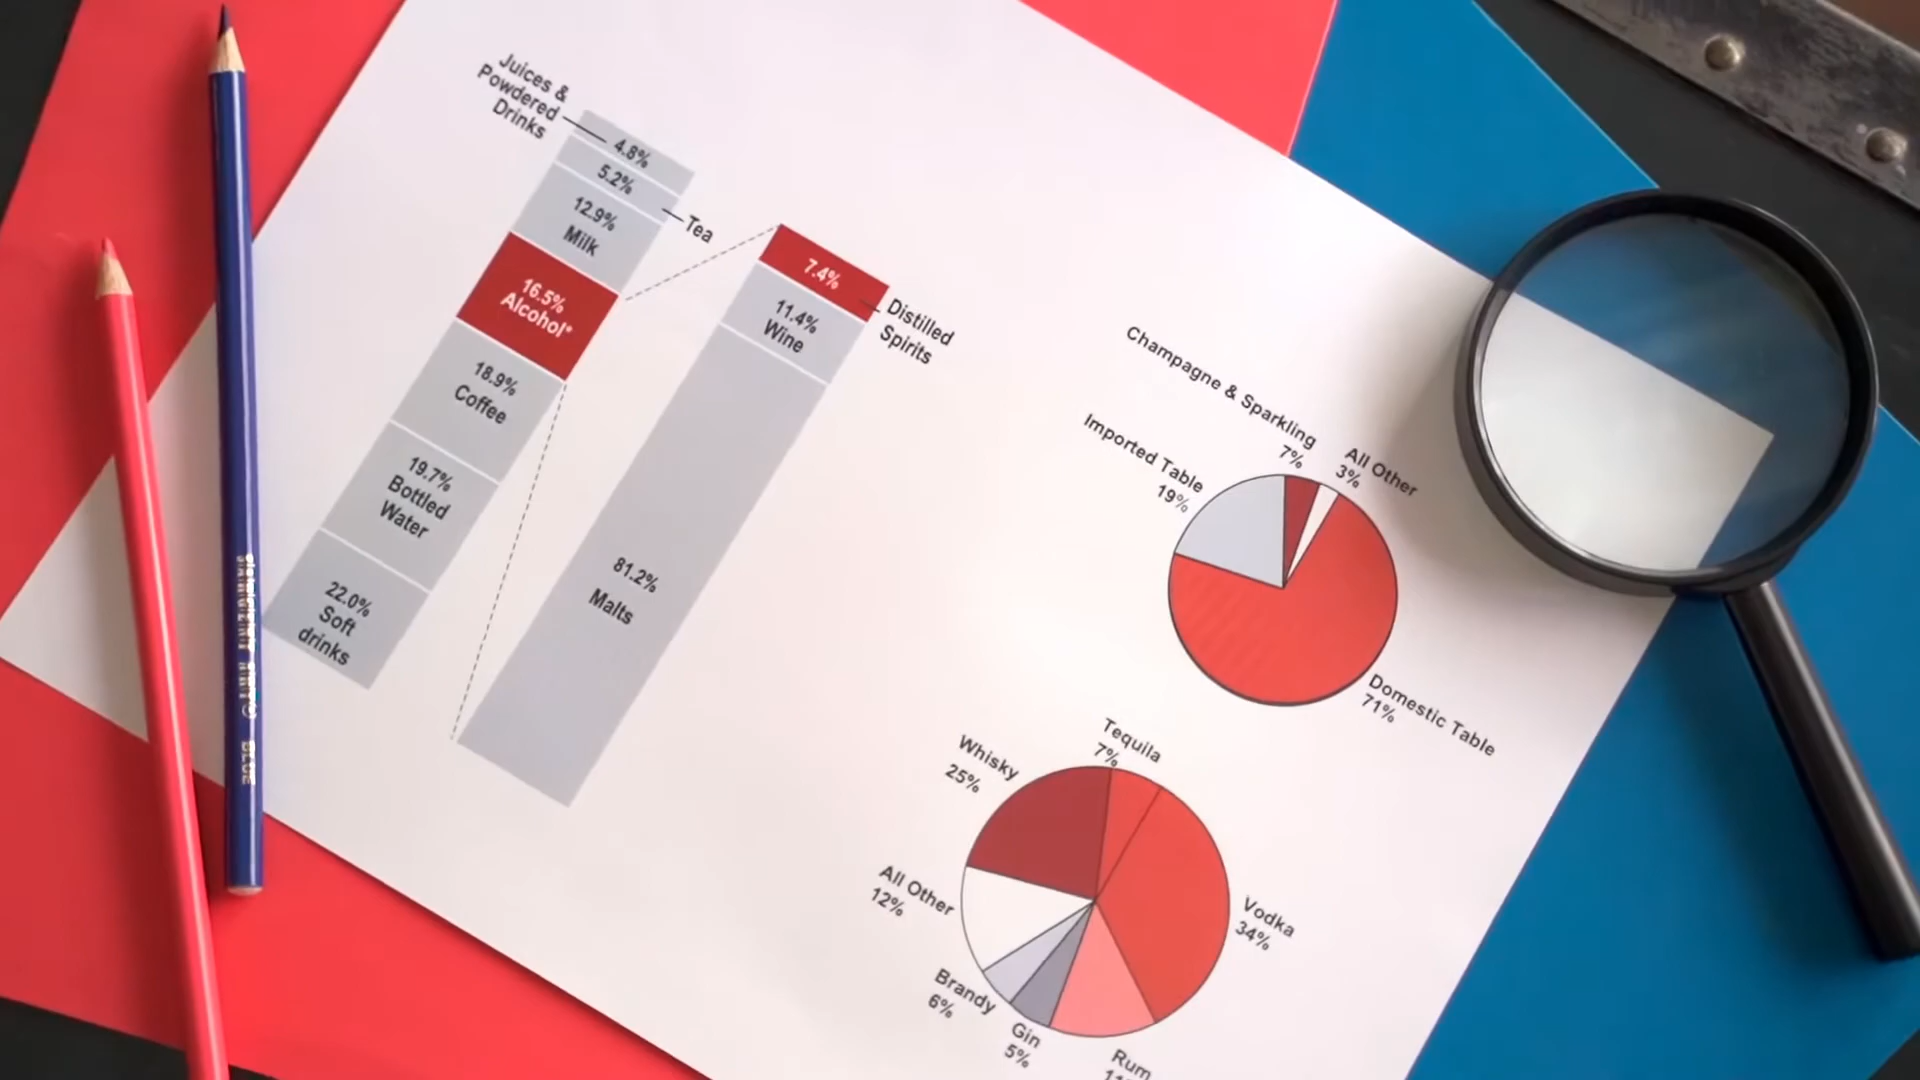 Juices &
Powdered
Drinks
4.8%
5.2%
Tea
12.9%
Milk
16.5%
Alcohol*
18.9%
Coffee
19.7%
Bottled
Water
22.0%
Soft
drinks
7.4%
Distilled
Spirits
11.4%
Wine
81.2%
Malts
Champagne & Sparkling
7%
All Other
3%
Imported Table
19%
Domestic Table
71%
Tequila
7%
Whisky
25%
Vodka
34%
All Other
12%
Brandy
6%
Gin
5%
Rum
BLUE